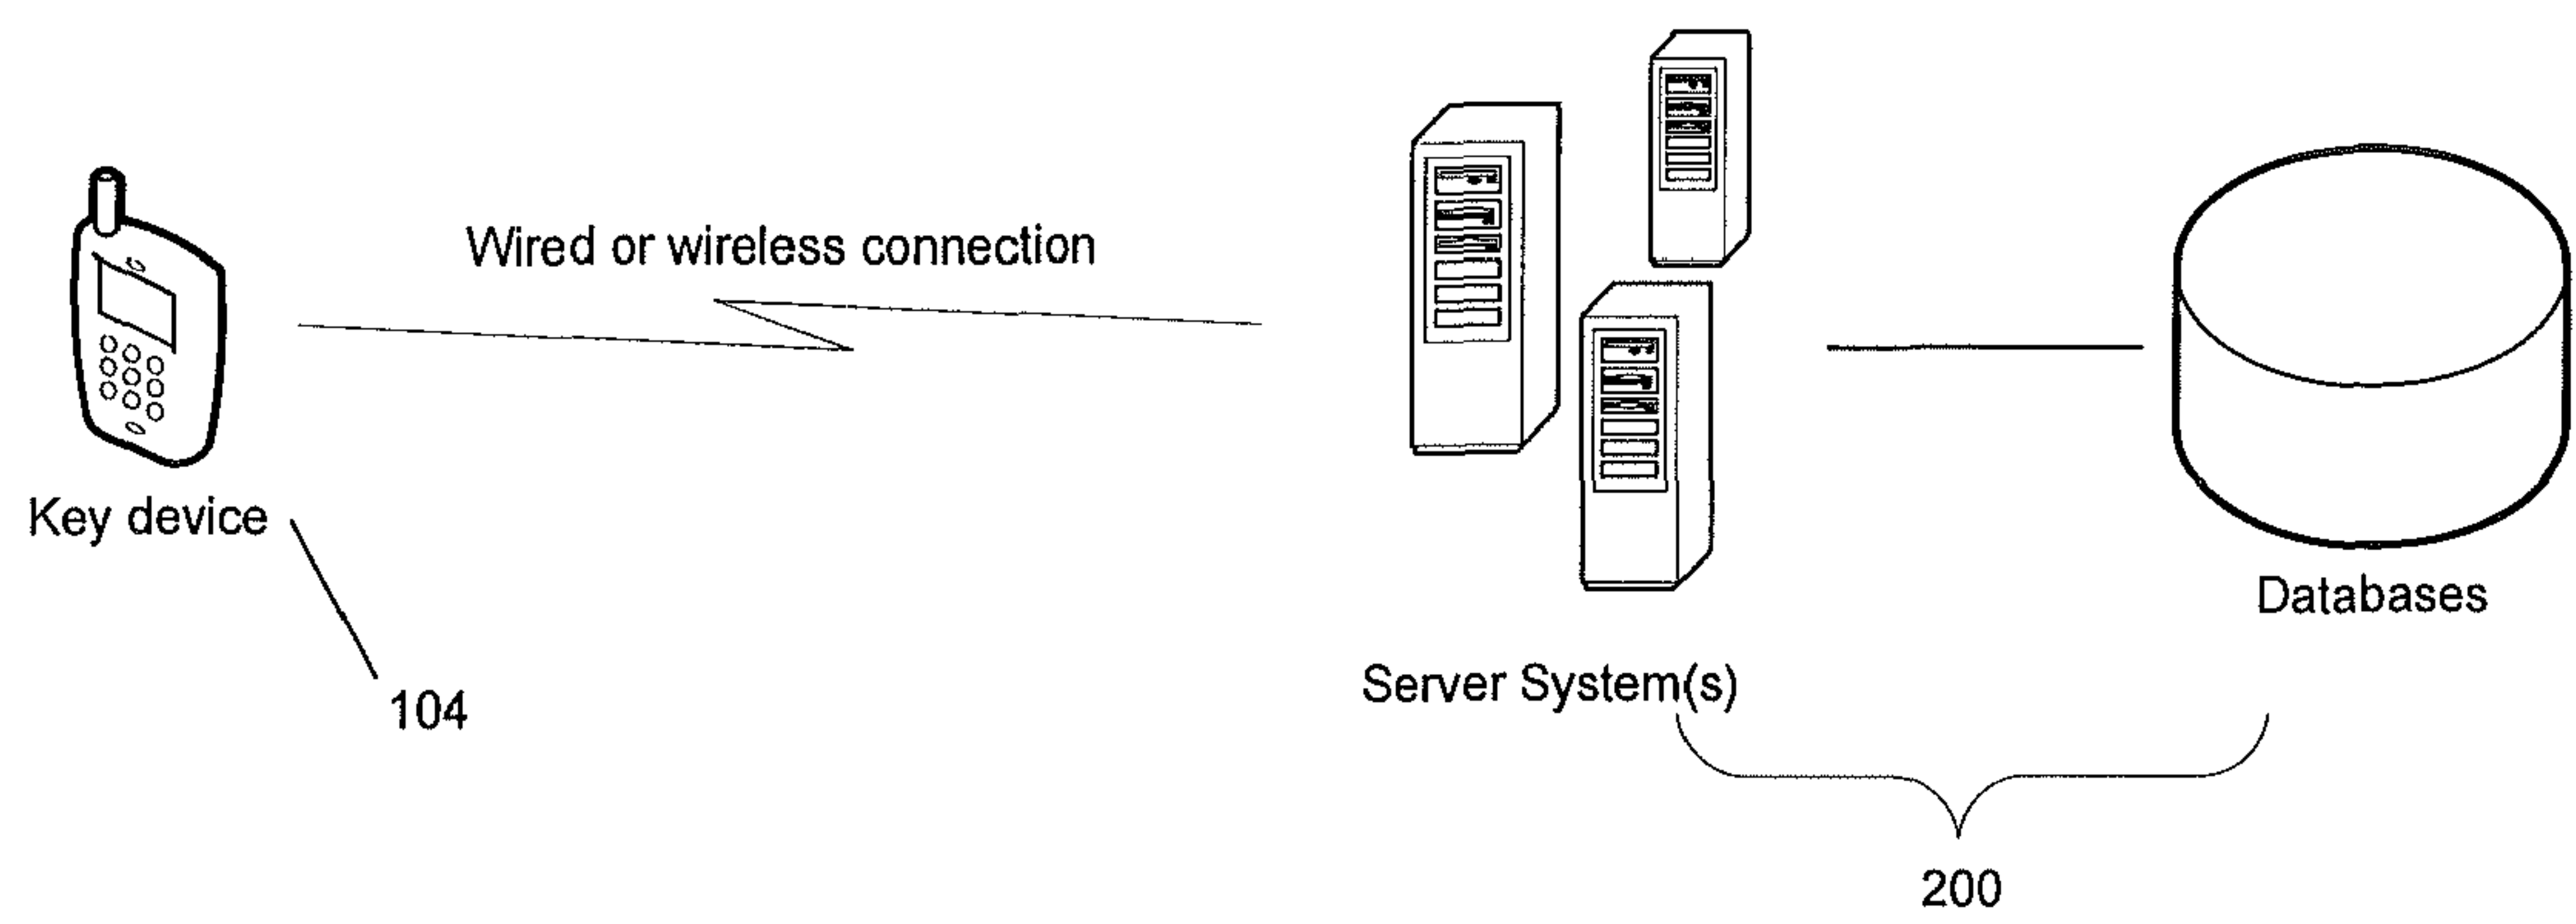 Wired or wireless connection
Key device
104
Server System(s)
Databases
200